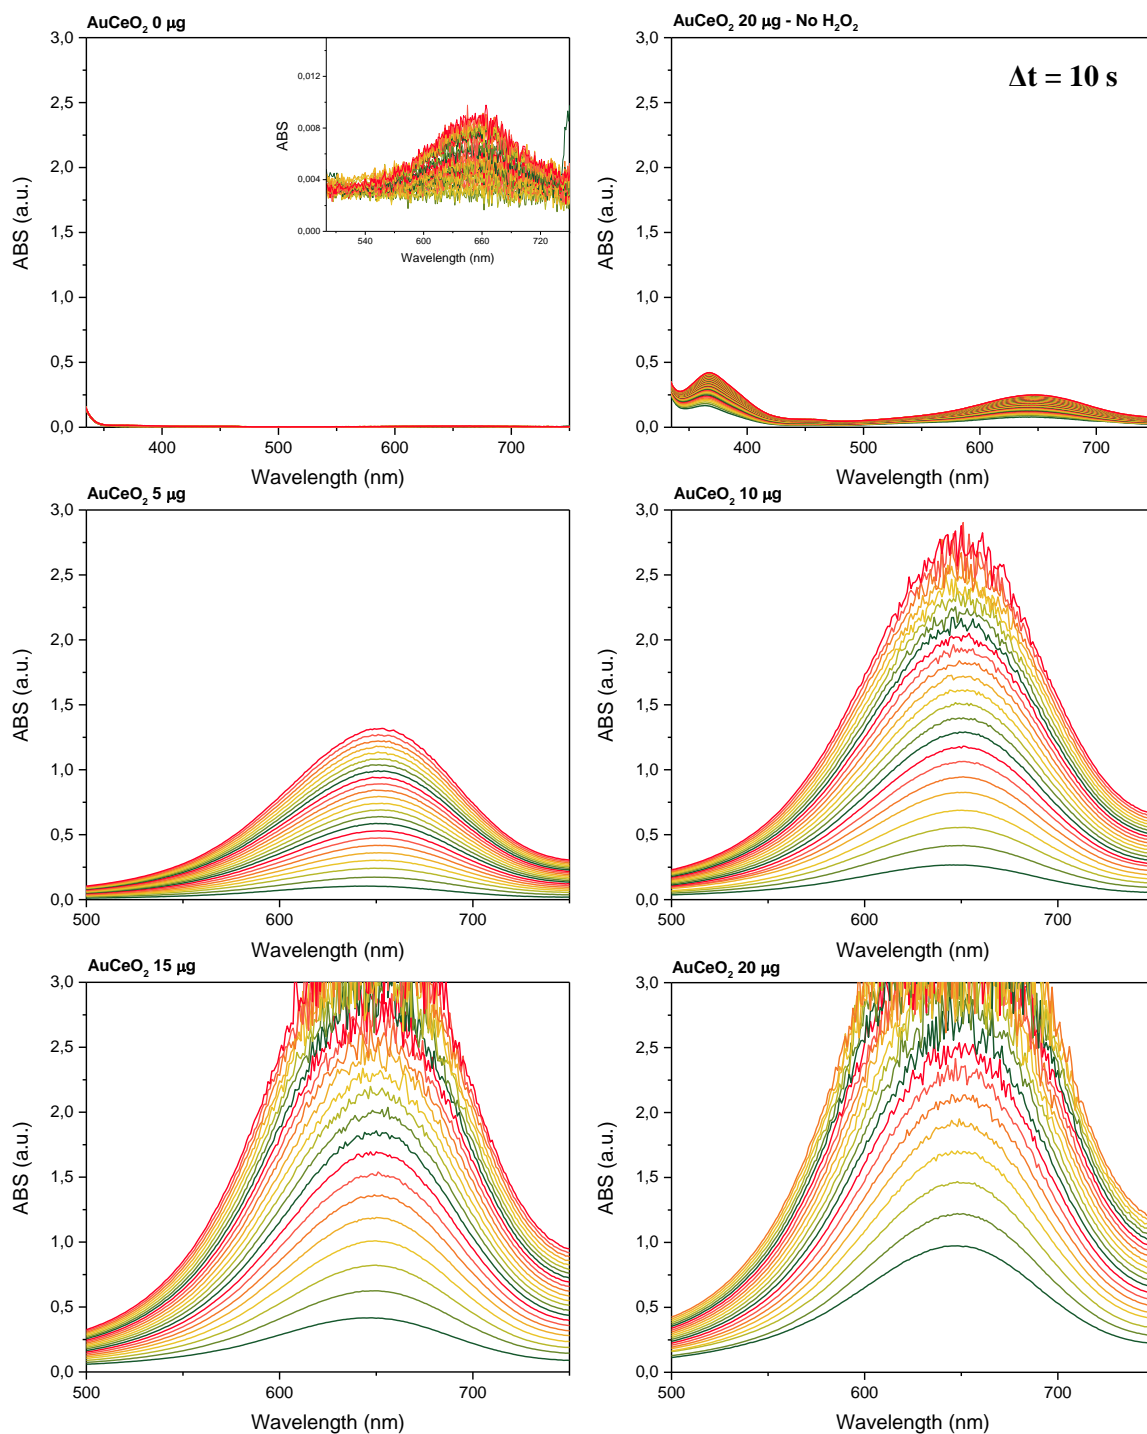 AuCeO₂ 0 µg
3,0
2,5
2,0
1,5
1,0
0,5
0,0
ABS (a.u.)
400 500 600 700
Wavelength (nm)
0,012
0,008
0,004
0,000
ABS
540 600 660 720
Wavelength (nm)
AuCeO₂ 20 µg - No H₂O₂
Δt = 10 s
3,0
2,5
2,0
1,5
1,0
0,5
0,0
ABS (a.u.)
400 500 600 700
Wavelength (nm)
AuCeO₂ 5 µg
3,0
2,5
2,0
1,5
1,0
0,5
0,0
ABS (a.u.)
500 600 700
Wavelength (nm)
AuCeO₂ 10 µg
3,0
2,5
2,0
1,5
1,0
0,5
0,0
ABS (a.u.)
500 600 700
Wavelength (nm)
AuCeO₂ 15 µg
3,0
2,5
2,0
1,5
1,0
0,5
0,0
ABS (a.u.)
500 600 700
Wavelength (nm)
AuCeO₂ 20 µg
3,0
2,5
2,0
1,5
1,0
0,5
0,0
ABS (a.u.)
500 600 700
Wavelength (nm)